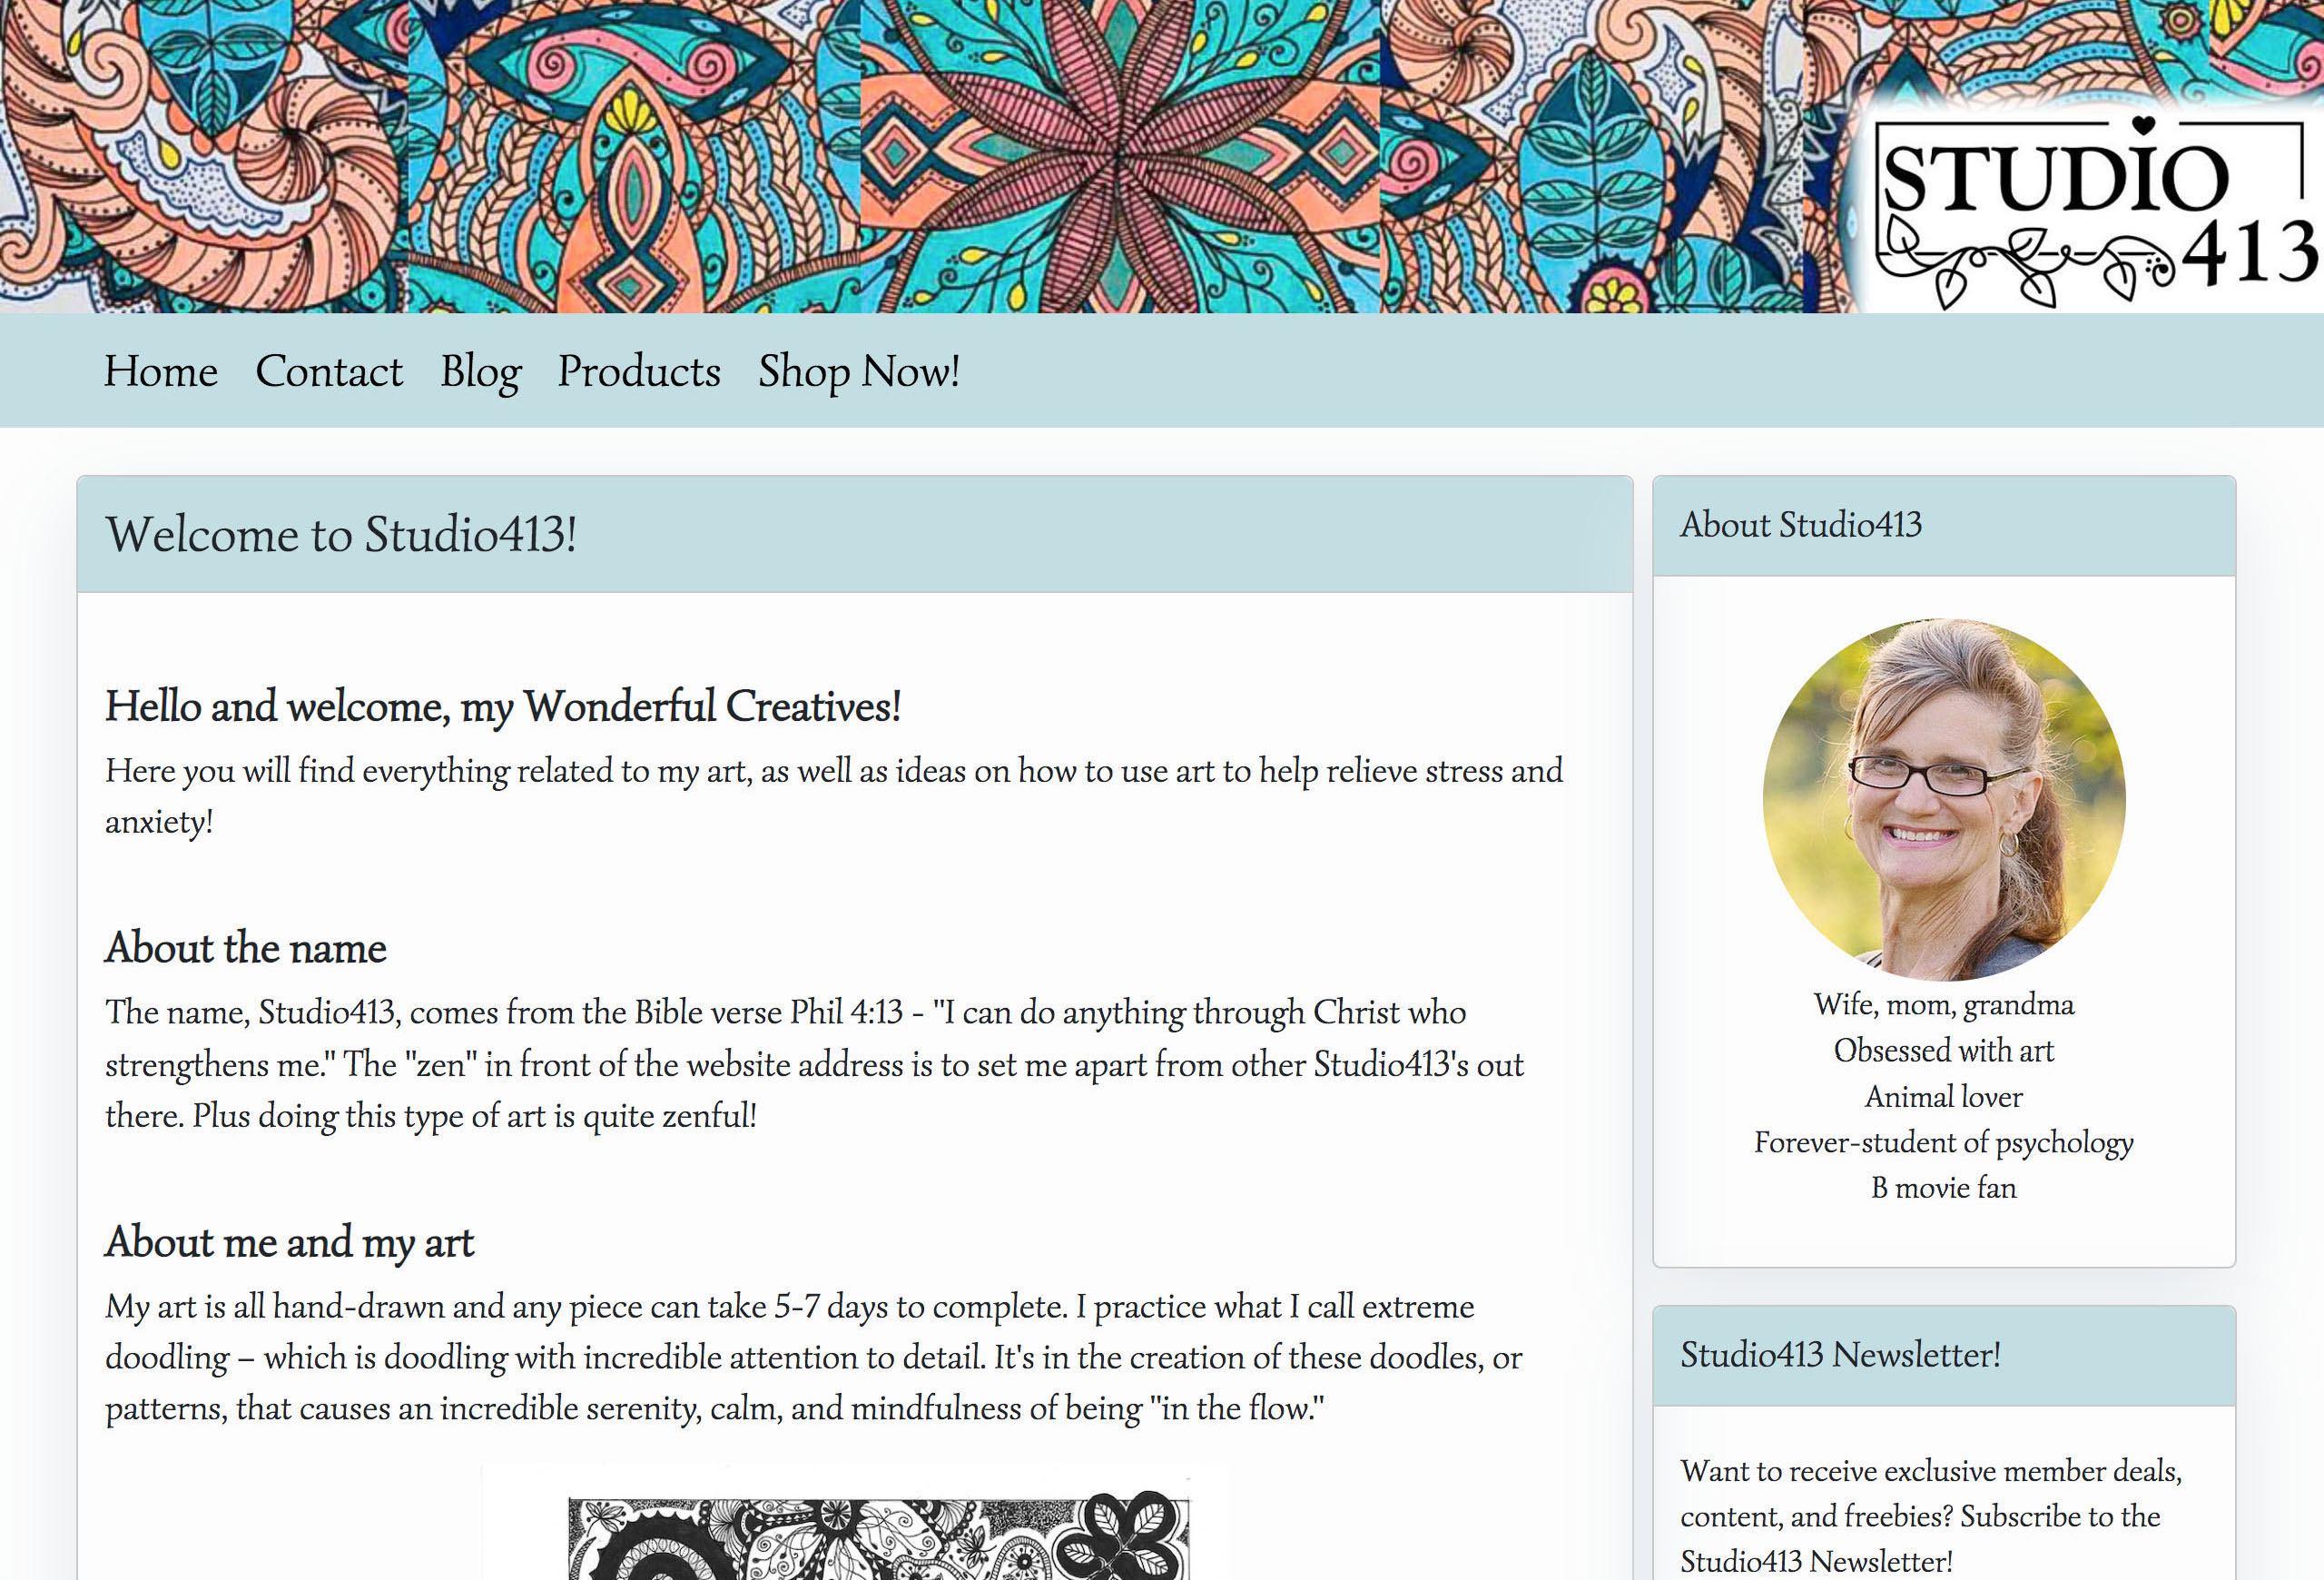 STUDIO
413
Home Contact Blog Products Shop Now!
Welcome to Studio413!
Hello and welcome, my Wonderful Creatives!
Here you will find everything related to my art, as well as ideas on how to use art to help relieve stress and
anxiety!
About the name
The name, Studio413, comes from the Bible verse Phil 4:13 - "I can do anything through Christ who
strengthens me." The "zen" in front of the website address is to set me apart from other Studio413's out
there. Plus doing this type of art is quite zenful!
About me and my art
My art is all hand-drawn and any piece can take 5-7 days to complete. I practice what I call extreme
doodling – which is doodling with incredible attention to detail. It's in the creation of these doodles, or
patterns, that causes an incredible serenity, calm, and mindfulness of being "in the flow."
About Studio413
Wife, mom, grandma
Obsessed with art
Animal lover
Forever-student of psychology
B movie fan
Studio413 Newsletter!
Want to receive exclusive member deals,
content, and freebies? Subscribe to the
Studio413 Newsletter!